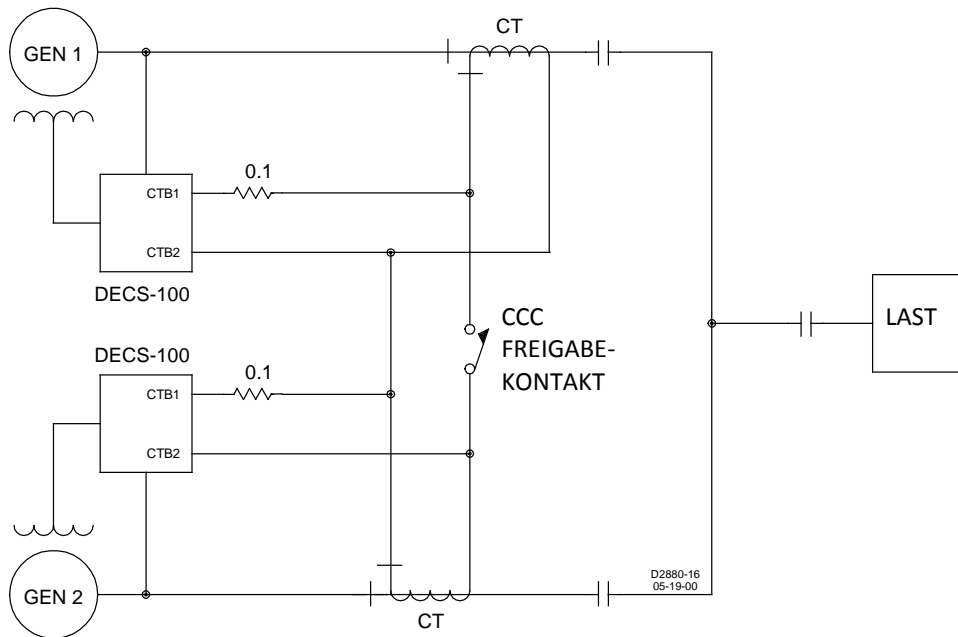 CT
GEN 1
0.1
CTB1
CTB2
DECS-100
CCC
FREIGABE-
KONTAKT
LAST
DECS-100
0.1
CTB1
CTB2
D2880-16
05-19-00
GEN 2
CT